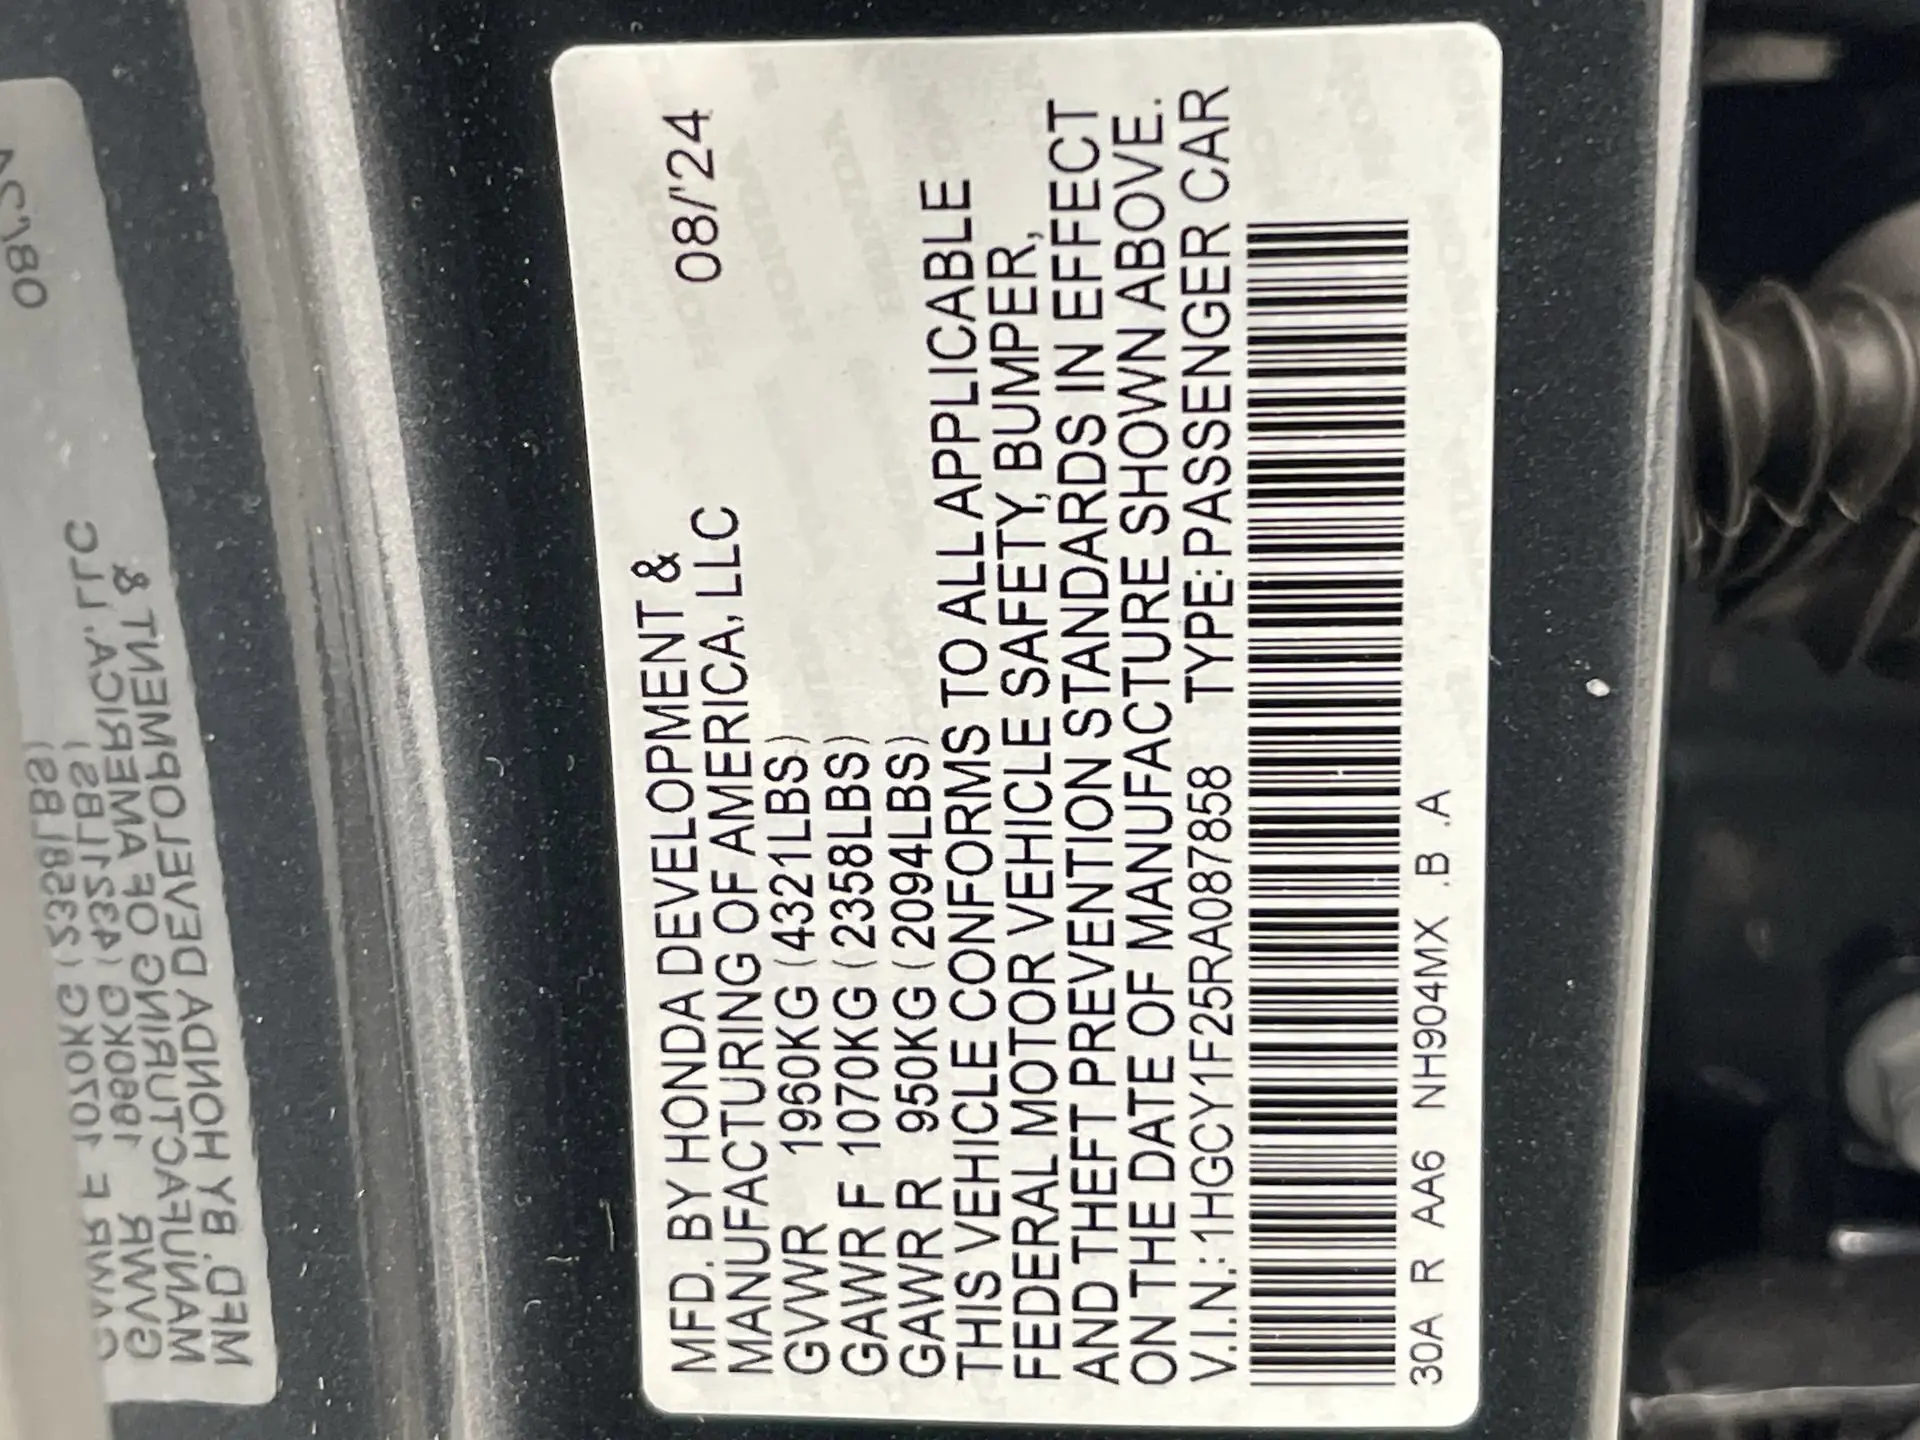 MFD. BY HONDA DEVELOPMENT & 08/'24
MANUFACTURING OF AMERICA, LLC
GVWR 1960KG (4321LBS)
GAWR F 1070KG (2358LBS)
GAWR R 950KG (2094LBS)
THIS VEHICLE CONFORMS TO ALL APPLICABLE
FEDERAL MOTOR VEHICLE SAFETY, BUMPER,
AND THEFT PREVENTION STANDARDS IN EFFECT
ON THE DATE OF MANUFACTURE SHOWN ABOVE.
V.I.N.:1HGCY1F25RA087858 TYPE:PASSENGER CAR
30A R AA6 NH904MX .B .A